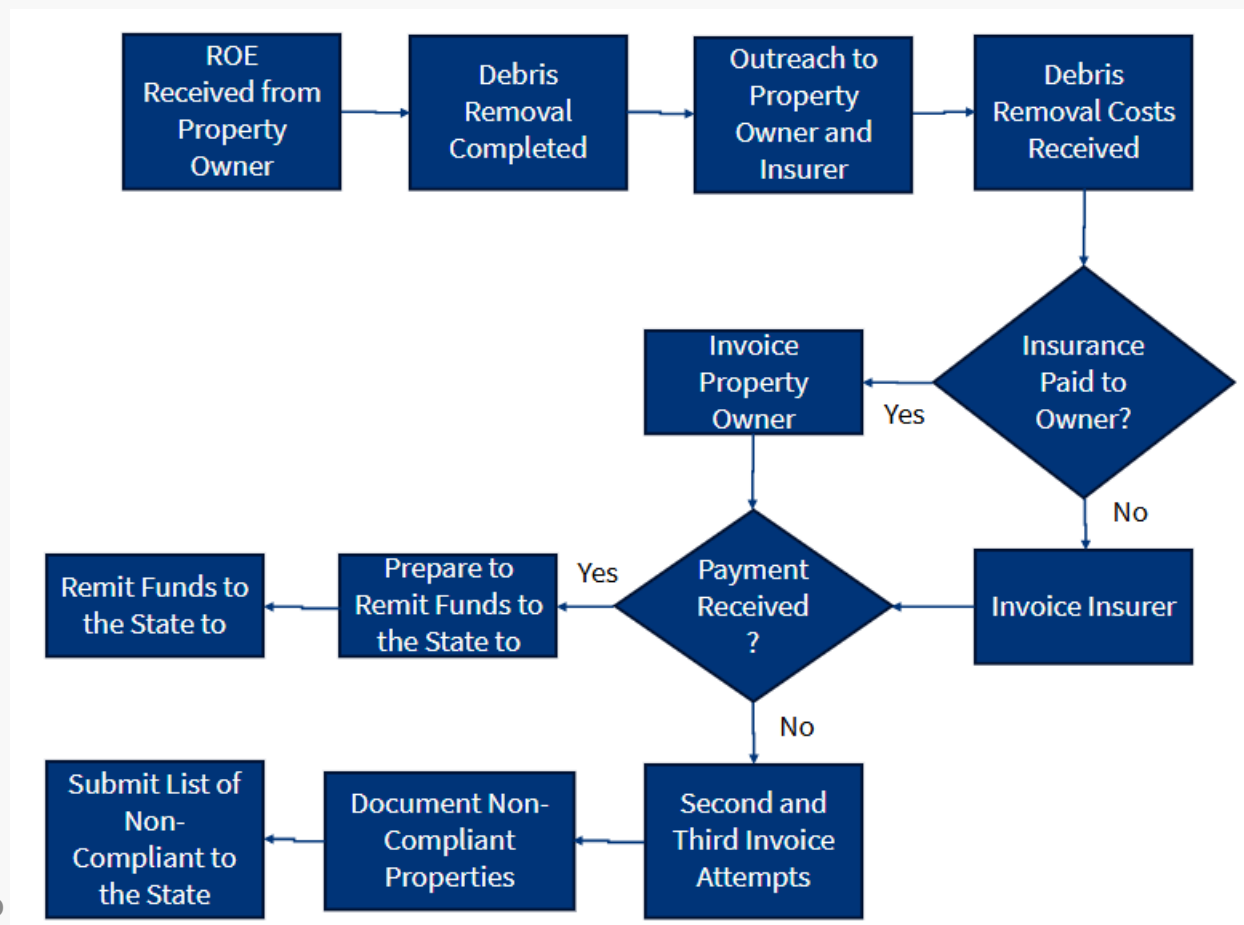 ROE
Received from
Property
Owner
Debris
Removal
Completed
Outreach to
Property
Owner and
Insurer
Debris
Removal Costs
Received
Insurance
Paid to
Owner?
Yes
Invoice
Property
Owner
No
Invoice Insurer
Payment
Received
?
Yes
Prepare to
Remit Funds to
the State to
Remit Funds to
the State to
No
Second and
Third Invoice
Attempts
Document Non-
Compliant
Properties
Submit List of
Non-
Compliant to
the State